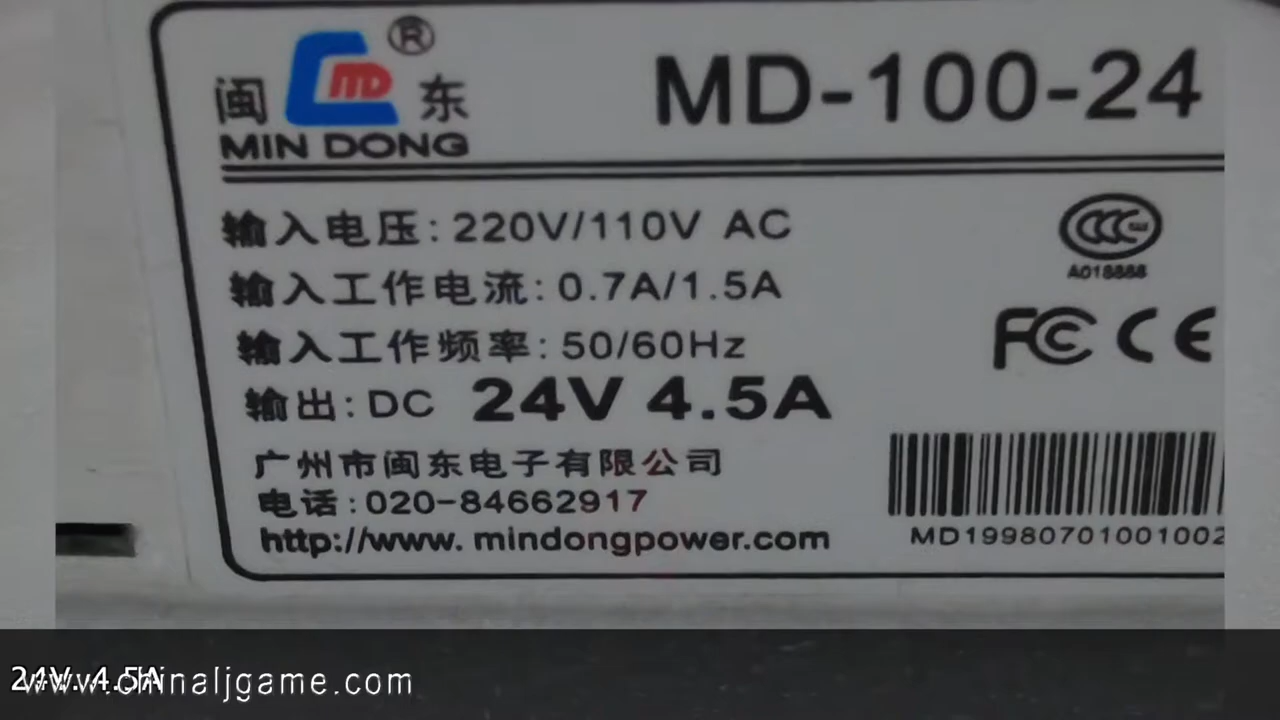 闽 MD 东 ®
MIN DONG
MD-100-24
输入电压: 220V/110V AC
输入工作电流: 0.7A/1.5A
输入工作频率: 50/60Hz
输出: DC 24V 4.5A
CCC
A018888
FC CE
广州市闽东电子有限公司
电话: 020-84662917
http://www. mindongpower.com
MD19980701001002
24V. 4.5A
www.chinaljgame.com